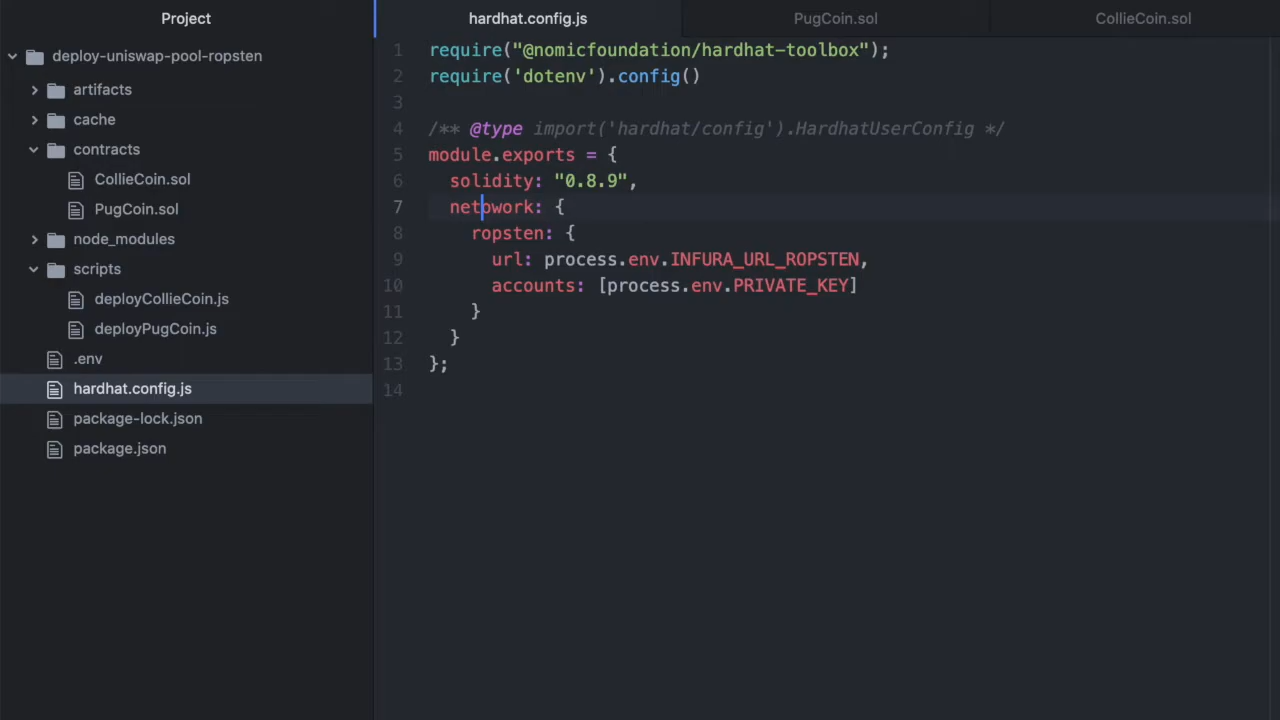 Project
deploy-uniswap-pool-ropsten
artifacts
cache
contracts
CollieCoin.sol
PugCoin.sol
node_modules
scripts
deployCollieCoin.js
deployPugCoin.js
.env
hardhat.config.js
package-lock.json
package.json
hardhat.config.js PugCoin.sol CollieCoin.sol
1 require("@nomicfoundation/hardhat-toolbox");
2 require('dotenv').config()
3
4 /** @type import('hardhat/config').HardhatUserConfig */
5 module.exports = {
6 solidity: "0.8.9",
7 netowork: {
8 ropsten: {
9 url: process.env.INFURA_URL_ROPSTEN,
10 accounts: [process.env.PRIVATE_KEY]
11 }
12 }
13 };
14